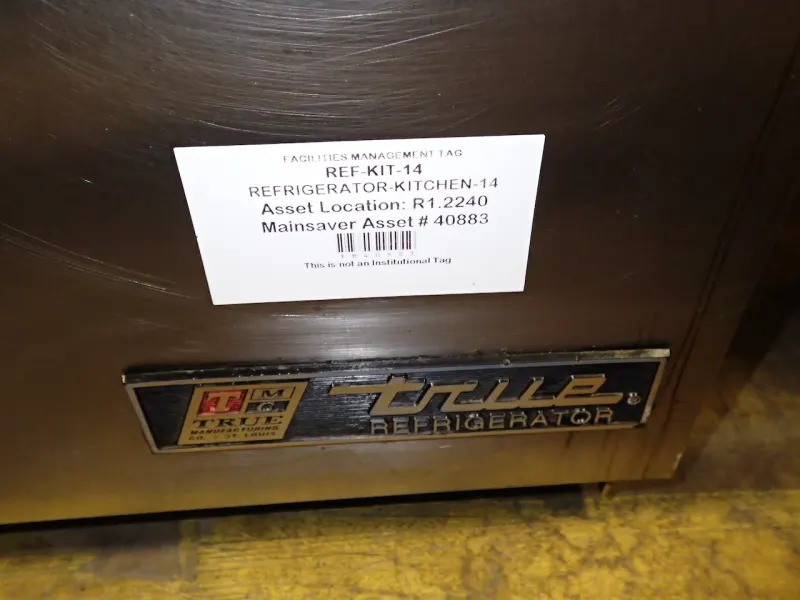 FACILITIES MANAGEMENT TAG
REF-KIT-14
REFRIGERATOR-KITCHEN-14
Asset Location: R1.2240
Mainsaver Asset # 40883
This is not an Institutional Tag
T M
C
TRUE
MANUFACTURING
CO. ST. LOUIS
true®
REFRIGERATOR